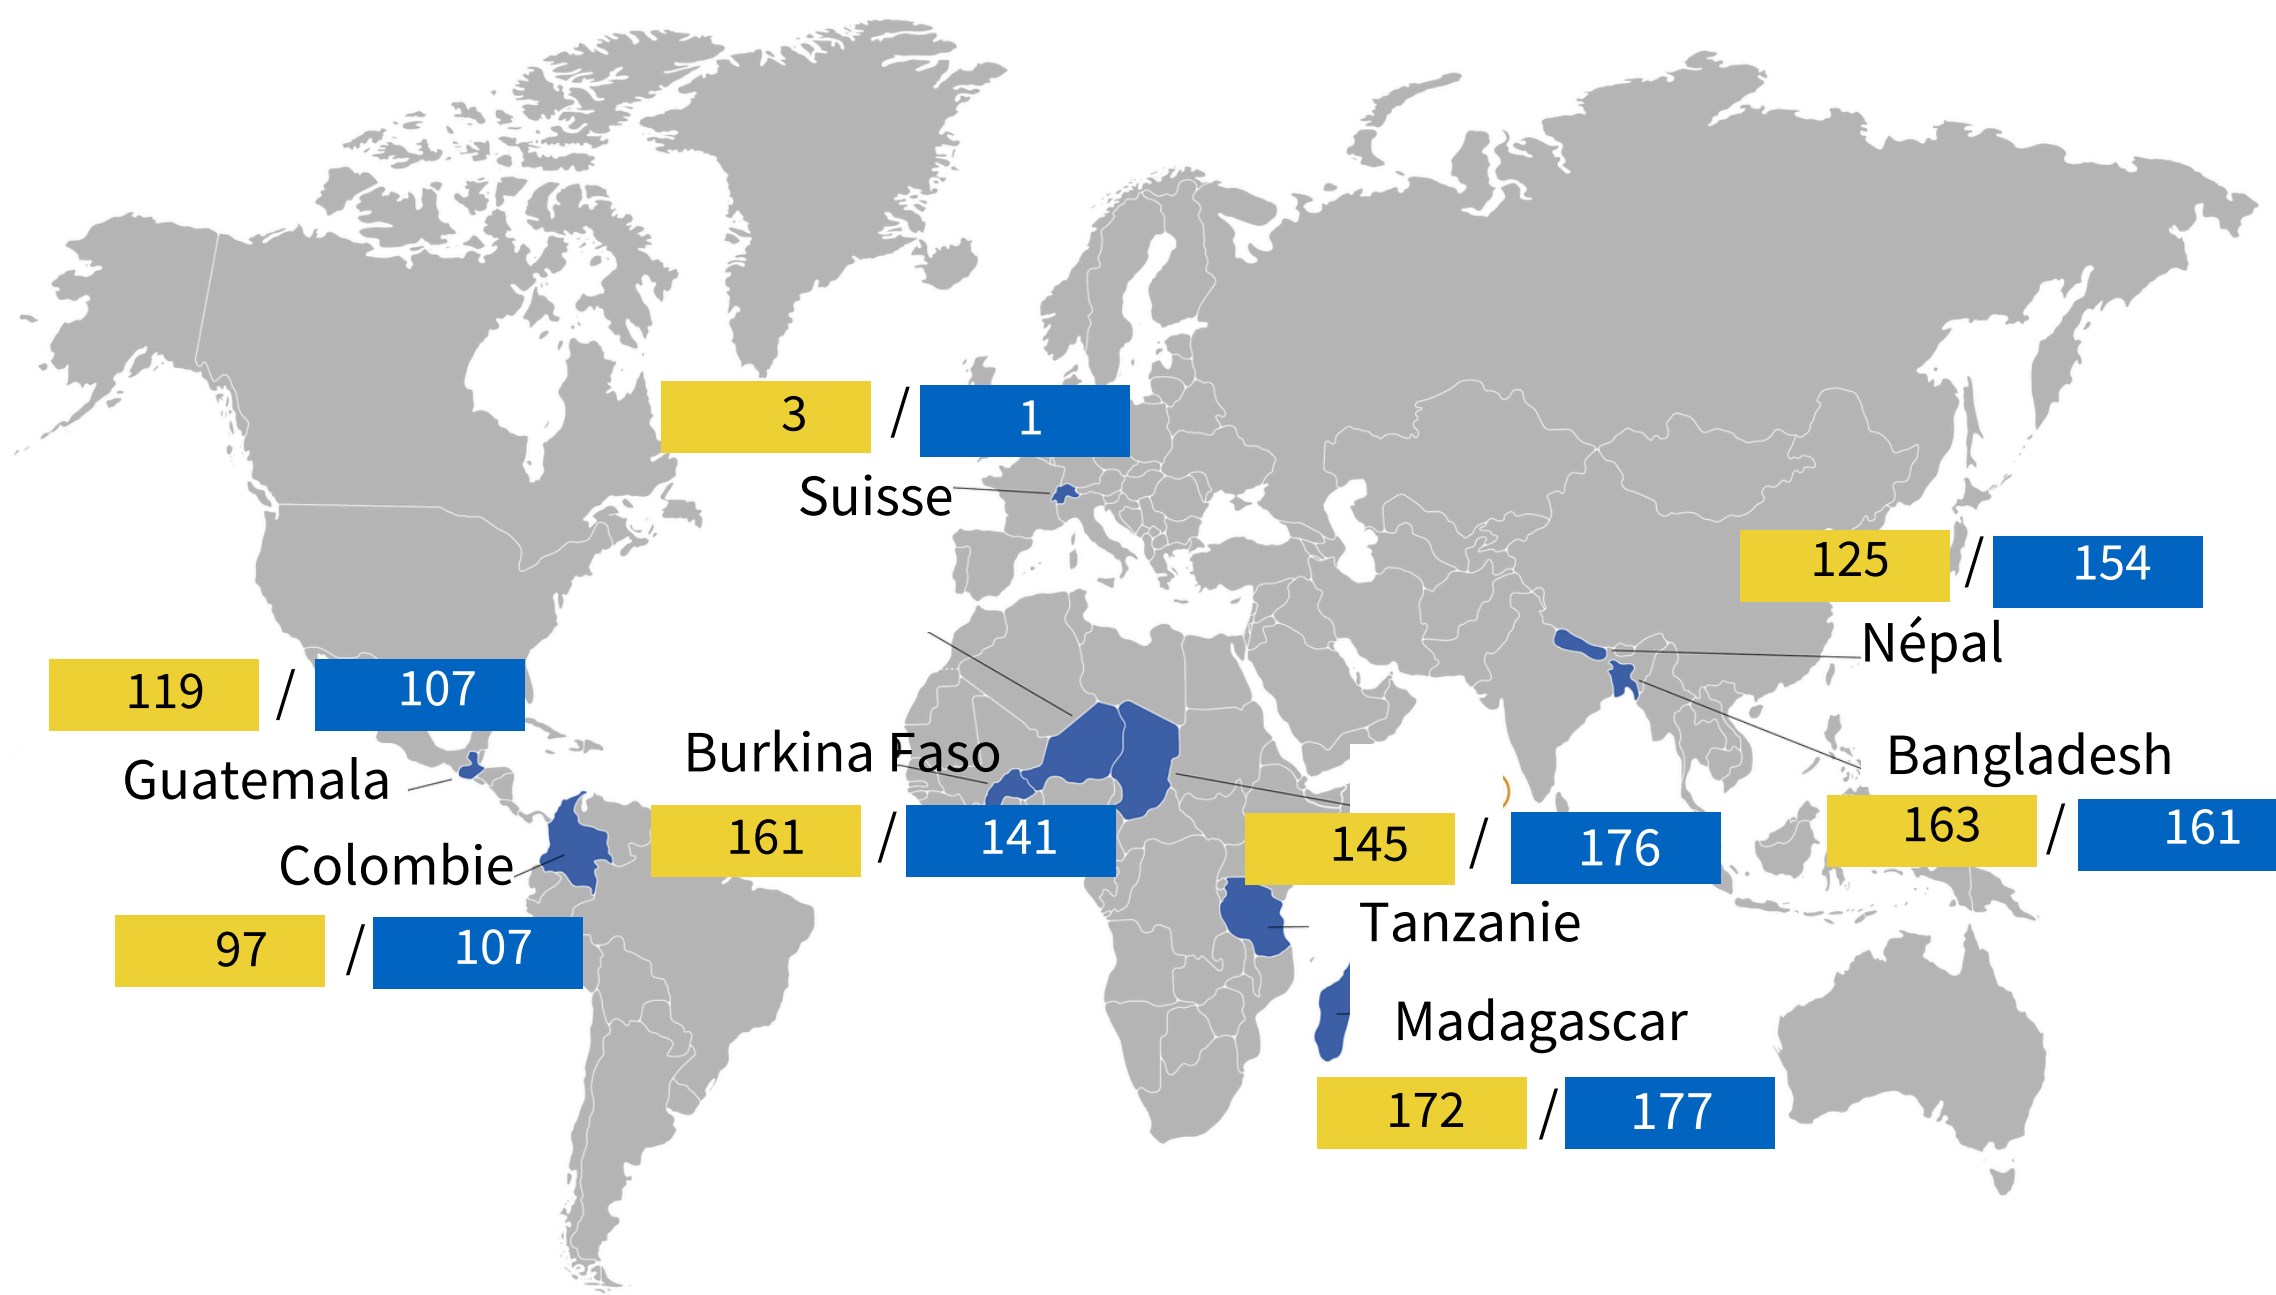 3 / 1
Suisse
125 / 154
Népal
119 / 107
Guatemala
Burkina Faso
161 / 141
Bangladesh
163 / 161
Colombie
97 / 107
145 / 176
Tanzanie
Madagascar
172 / 177